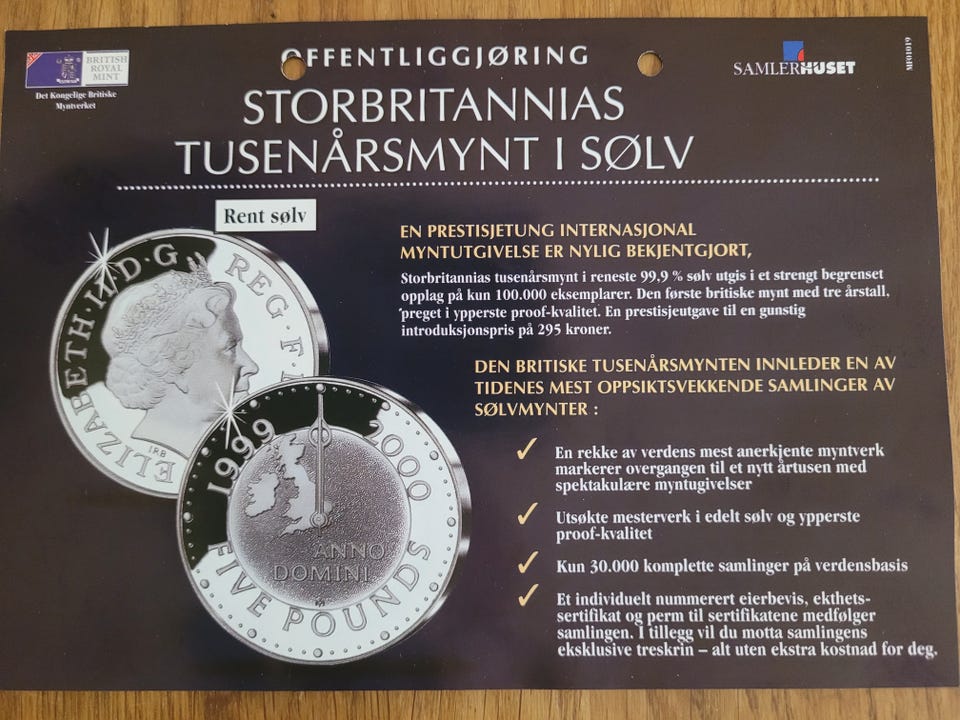 BRITISH
ROYAL
MINT
Det Kongelige Britiske
Myntverket
OFFENTLIGGJØRING
SAMLERHUSET
MF01019
STORBRITANNIAS
TUSENÅRSMYNT I SØLV
Rent sølv
EN PRESTISJETUNG INTERNASJONAL
MYNTUTGIVELSE ER NYLIG BEKJENTGJORT,
Storbritannias tusenårsmynt i reneste 99,9 % sølv utgis i et strengt begrenset
opplag på kun 100.000 eksemplarer. Den første britiske mynt med tre årstall,
preget i ypperste proof-kvalitet. En prestisjeutgave til en gunstig
introduksjonspris på 295 kroner.
DEN BRITISKE TUSENÅRSMYNTEN INNLEDER EN AV
TIDENES MEST OPPSIKTSVEKKENDE SAMLINGER AV
SØLVMYNTER :
En rekke av verdens mest anerkjente myntverk
markerer overgangen til et nytt årtusen med
spektakulære myntugivelser
Utsøkte mesterverk i edelt sølv og ypperste
proof-kvalitet
Kun 30.000 komplette samlinger på verdensbasis
Et individuelt nummerert eierbevis, ekthets-
sertifikat og perm til sertifikatene medfølger
samlingen. I tillegg vil du motta samlingens
eksklusive treskrin – alt uten ekstra kostnad for deg.
ELIZABETH·II·D·G REG·F·
IRB
1999 2000
ANNO
DOMINI
FIVE POUNDS